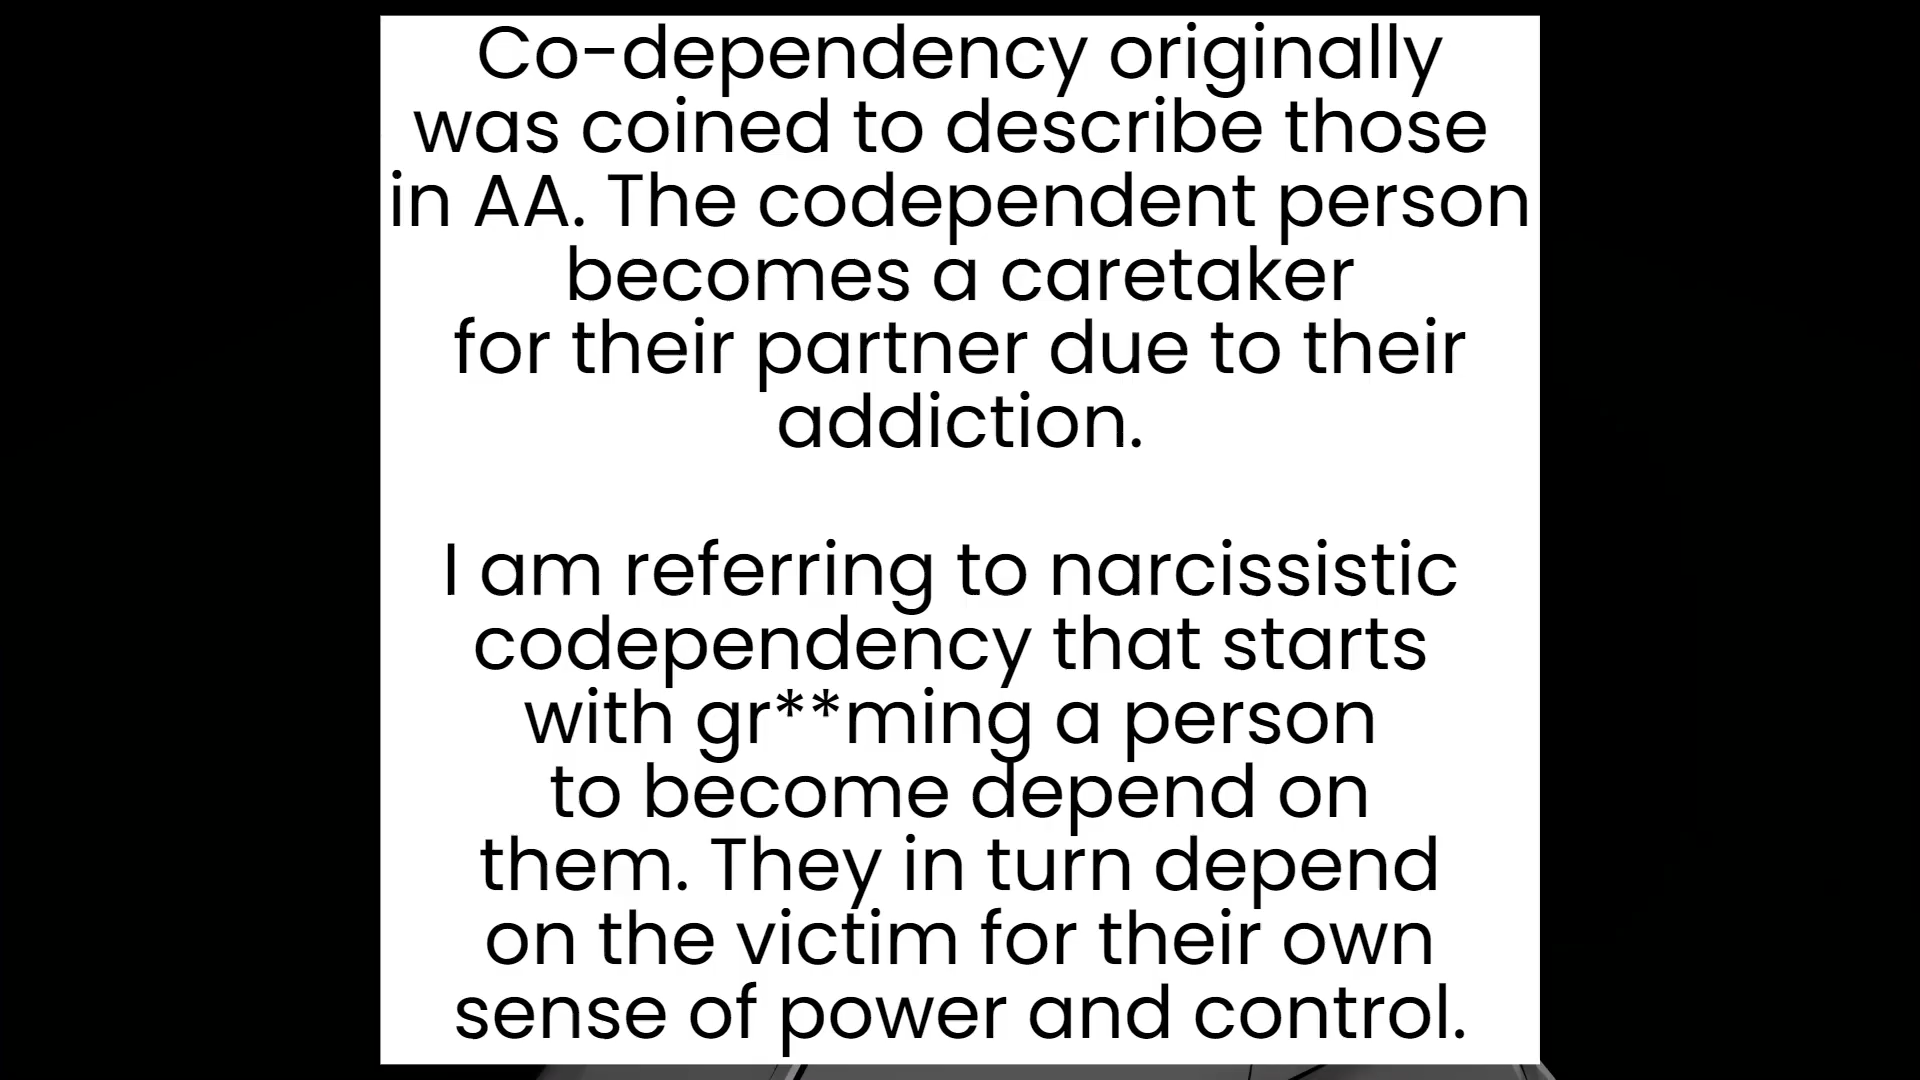 Co-dependency originally
was coined to describe those
in AA. The codependent person
becomes a caretaker
for their partner due to their
addiction.
I am referring to narcissistic
codependency that starts
with gr**ming a person
to become depend on
them. They in turn depend
on the victim for their own
sense of power and control.